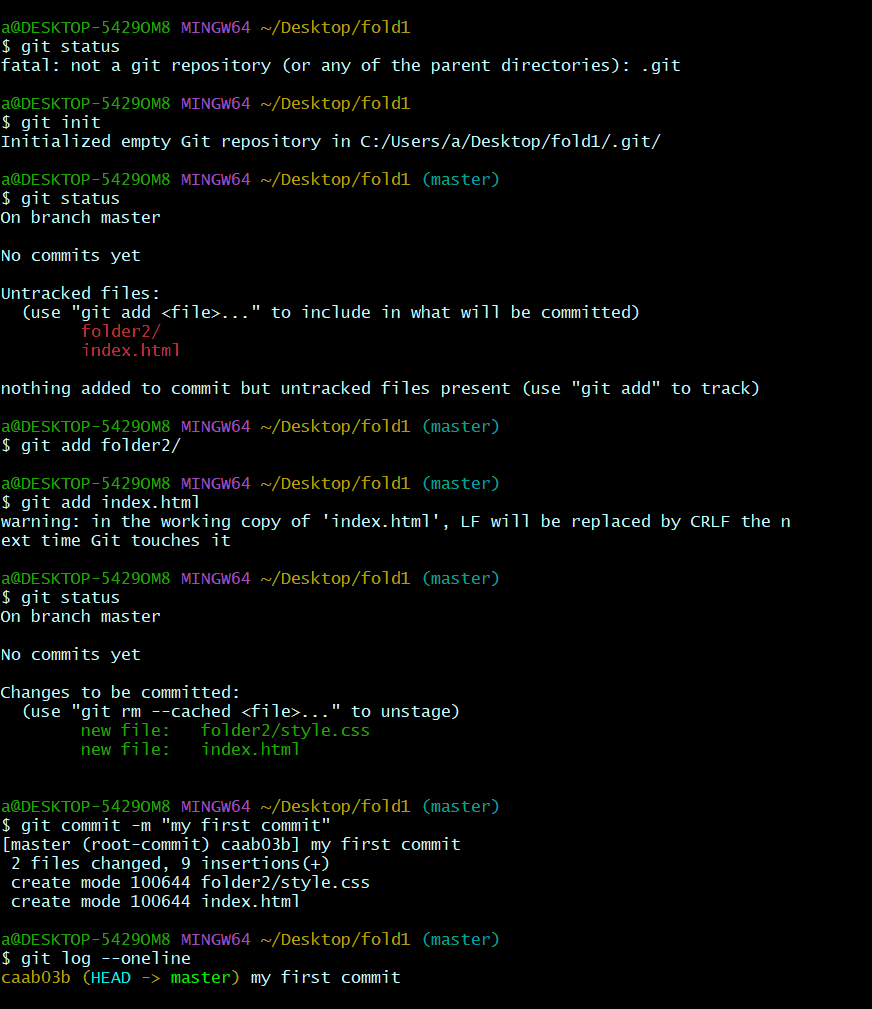 a@DESKTOP-5429OM8 MINGW64 ~/Desktop/fold1
$ git status
fatal: not a git repository (or any of the parent directories): .git
a@DESKTOP-5429OM8 MINGW64 ~/Desktop/fold1
$ git init
Initialized empty Git repository in C:/Users/a/Desktop/fold1/.git/
a@DESKTOP-5429OM8 MINGW64 ~/Desktop/fold1 (master)
$ git status
On branch master
No commits yet
Untracked files:
  (use "git add <file>..." to include in what will be committed)
        folder2/
        index.html
nothing added to commit but untracked files present (use "git add" to track)
a@DESKTOP-5429OM8 MINGW64 ~/Desktop/fold1 (master)
$ git add folder2/
a@DESKTOP-5429OM8 MINGW64 ~/Desktop/fold1 (master)
$ git add index.html
warning: in the working copy of 'index.html', LF will be replaced by CRLF the n
ext time Git touches it
a@DESKTOP-5429OM8 MINGW64 ~/Desktop/fold1 (master)
$ git status
On branch master
No commits yet
Changes to be committed:
  (use "git rm --cached <file>..." to unstage)
        new file:   folder2/style.css
        new file:   index.html
a@DESKTOP-5429OM8 MINGW64 ~/Desktop/fold1 (master)
$ git commit -m "my first commit"
[master (root-commit) caab03b] my first commit
 2 files changed, 9 insertions(+)
 create mode 100644 folder2/style.css
 create mode 100644 index.html
a@DESKTOP-5429OM8 MINGW64 ~/Desktop/fold1 (master)
$ git log --oneline
caab03b (HEAD -> master) my first commit